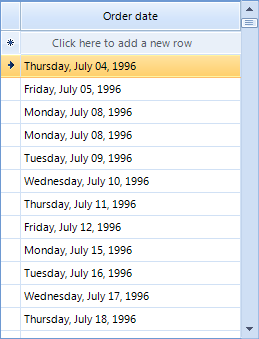 Order date
Click here to add a new row
Thursday, July 04, 1996
Friday, July 05, 1996
Monday, July 08, 1996
Monday, July 08, 1996
Tuesday, July 09, 1996
Wednesday, July 10, 1996
Thursday, July 11, 1996
Friday, July 12, 1996
Monday, July 15, 1996
Tuesday, July 16, 1996
Wednesday, July 17, 1996
Thursday, July 18, 1996